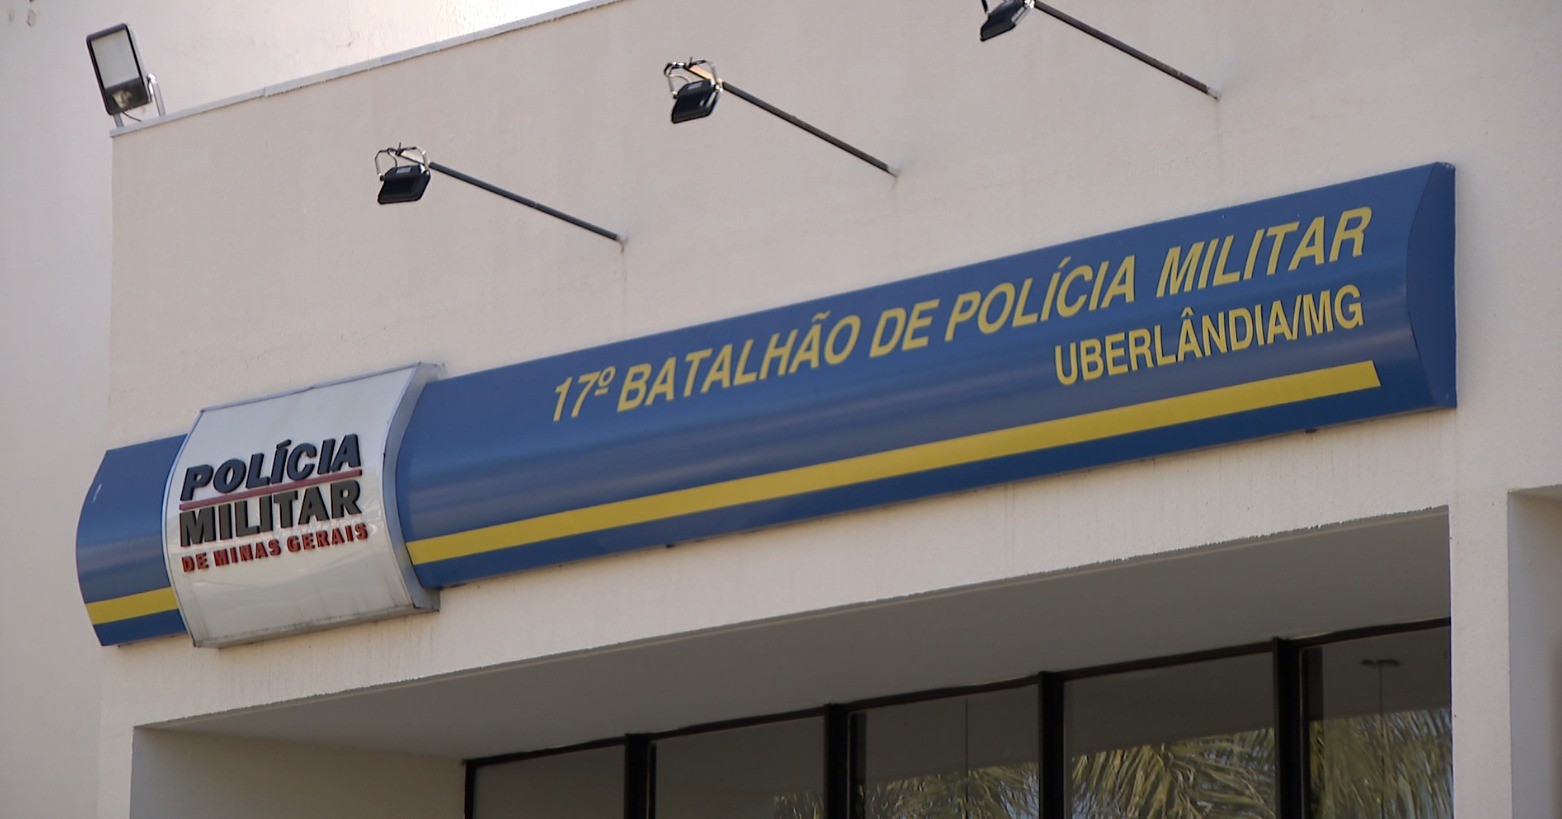 POLÍCIA
MILITAR
DE MINAS GERAIS
17º BATALHÃO DE POLÍCIA MILITAR
UBERLÂNDIA/MG